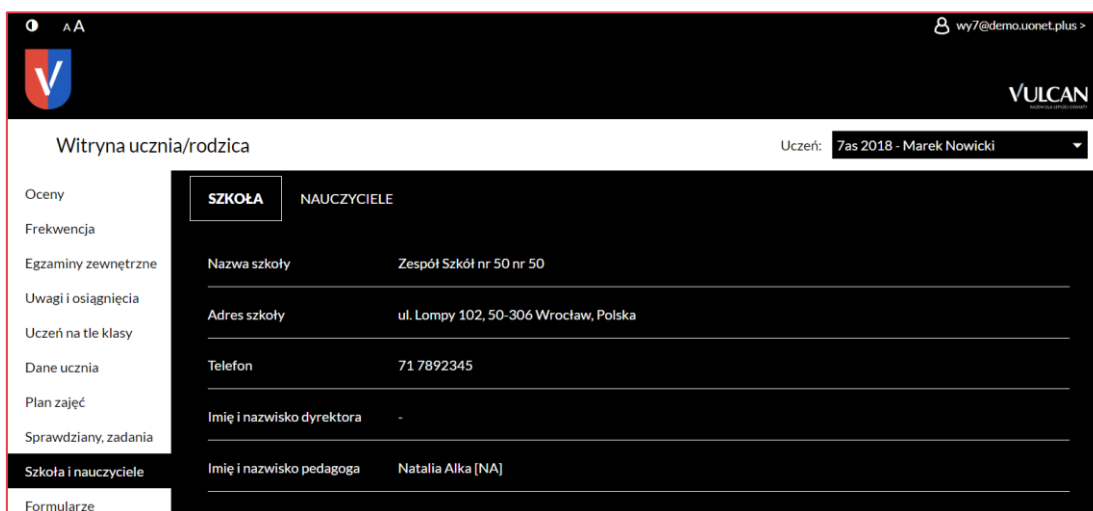 A A
wy7@demo.uonet.plus >
VULCAN
Witryna ucznia/rodzica
Uczeń: 7as 2018 - Marek Nowicki
Oceny
Frekwencja
Egzaminy zewnętrzne
Uwagi i osiągnięcia
Uczeń na tle klasy
Dane ucznia
Plan zajęć
Sprawdziany, zadania
Szkoła i nauczyciele
Formularze
SZKOŁA NAUCZYCIELE
Nazwa szkoły Zespół Szkół nr 50 nr 50
Adres szkoły ul. Lompy 102, 50-306 Wrocław, Polska
Telefon 71 7892345
Imię i nazwisko dyrektora -
Imię i nazwisko pedagoga Natalia Alka [NA]